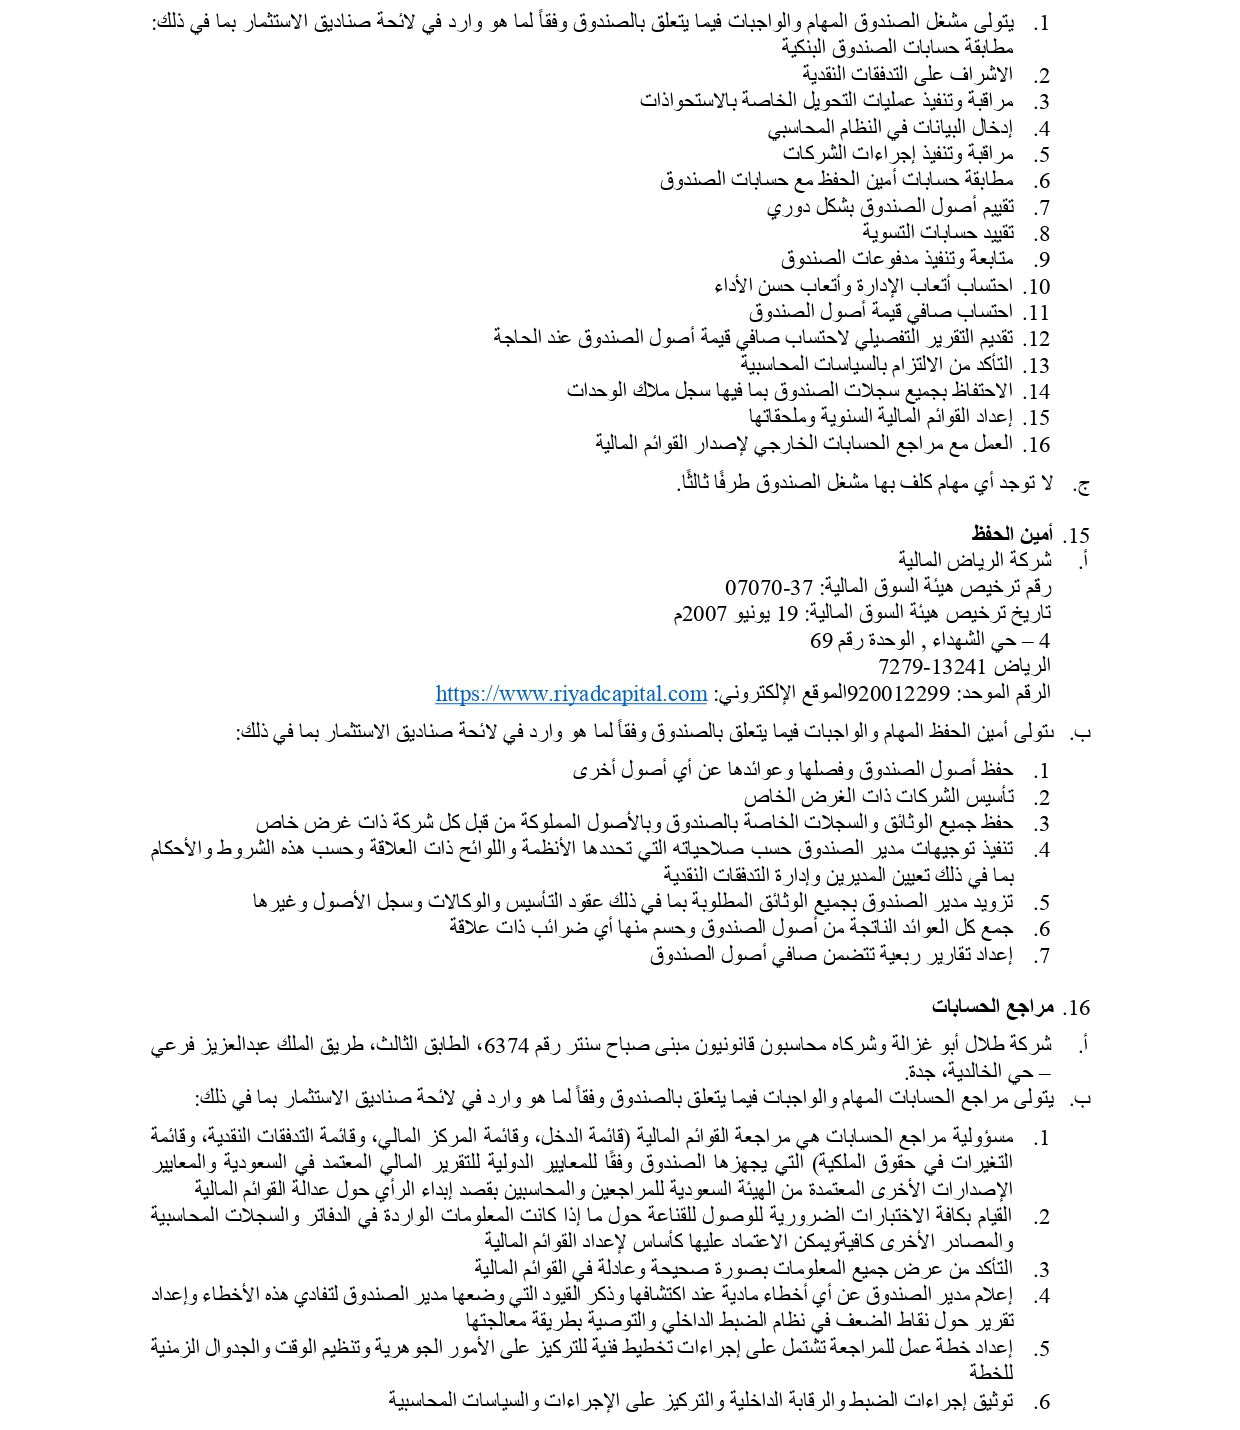 1. يتولى مشغل الصندوق المهام والواجبات فيما يتعلق بالصندوق وفقاً لما هو وارد في لائحة صناديق الاستثمار بما في ذلك:
مطابقة حسابات الصندوق البنكية
2. الاشراف على التدفقات النقدية
3. مراقبة وتنفيذ عمليات التحويل الخاصة بالاستحواذات
4. إدخال البيانات في النظام المحاسبي
5. مراقبة وتنفيذ إجراءات الشركات
6. مطابقة حسابات أمين الحفظ مع حسابات الصندوق
7. تقييم أصول الصندوق بشكل دوري
8. تقييد حسابات التسوية
9. متابعة وتنفيذ مدفوعات الصندوق
10. احتساب أتعاب الإدارة وأتعاب حسن الأداء
11. احتساب صافي قيمة أصول الصندوق
12. تقديم التقرير التفصيلي لاحتساب صافي قيمة أصول الصندوق عند الحاجة
13. التأكد من الالتزام بالسياسات المحاسبية
14. الاحتفاظ بجميع سجلات الصندوق بما فيها سجل ملاك الوحدات
15. إعداد القوائم المالية السنوية وملحقاتها
16. العمل مع مراجع الحسابات الخارجي لإصدار القوائم المالية
ج. لا توجد أي مهام كلف بها مشغل الصندوق طرفًا ثالثًا.
15. أمين الحفظ
أ. شركة الرياض المالية
رقم ترخيص هيئة السوق المالية: 37-07070
تاريخ ترخيص هيئة السوق المالية: 19 يونيو 2007م
4 – حي الشهداء , الوحدة رقم 69
الرياض 13241-7279
الرقم الموحد: 920012299الموقع الإلكتروني: https://www.riyadcapital.com
ب. يتولى أمين الحفظ المهام والواجبات فيما يتعلق بالصندوق وفقاً لما هو وارد في لائحة صناديق الاستثمار بما في ذلك:
1. حفظ أصول الصندوق وفصلها وعوائدها عن أي أصول أخرى
2. تأسيس الشركات ذات الغرض الخاص
3. حفظ جميع الوثائق والسجلات الخاصة بالصندوق وبالأصول المملوكة من قبل كل شركة ذات غرض خاص
4. تنفيذ توجيهات مدير الصندوق حسب صلاحياته التي تحددها الأنظمة واللوائح ذات العلاقة وحسب هذه الشروط والأحكام
بما في ذلك تعيين المديرين وإدارة التدفقات النقدية
5. تزويد مدير الصندوق بجميع الوثائق المطلوبة بما في ذلك عقود التأسيس والوكالات وسجل الأصول وغيرها
6. جمع كل العوائد الناتجة من أصول الصندوق وحسم منها أي ضرائب ذات علاقة
7. إعداد تقارير ربعية تتضمن صافي أصول الصندوق
16. مراجع الحسابات
أ. شركة طلال أبو غزالة وشركاه محاسبون قانونيون مبنى صباح سنتر رقم 6374، الطابق الثالث، طريق الملك عبدالعزيز فرعي
– حي الخالدية، جدة.
ب. يتولى مراجع الحسابات المهام والواجبات فيما يتعلق بالصندوق وفقاً لما هو وارد في لائحة صناديق الاستثمار بما في ذلك:
1. مسؤولية مراجع الحسابات هي مراجعة القوائم المالية (قائمة الدخل، وقائمة المركز المالي، وقائمة التدفقات النقدية، وقائمة
التغيرات في حقوق الملكية) التي يجهزها الصندوق وفقًا للمعايير الدولية للتقرير المالي المعتمد في السعودية والمعايير
الإصدارات الأخرى المعتمدة من الهيئة السعودية للمراجعين والمحاسبين بقصد إبداء الرأي حول عدالة القوائم المالية
2. القيام بكافة الاختبارات الضرورية للوصول للقناعة حول ما إذا كانت المعلومات الواردة في الدفاتر والسجلات المحاسبية
والمصادر الأخرى كافيةويمكن الاعتماد عليها كأساس لإعداد القوائم المالية
3. التأكد من عرض جميع المعلومات بصورة صحيحة وعادلة في القوائم المالية
4. إعلام مدير الصندوق عن أي أخطاء مادية عند اكتشافها وذكر القيود التي وضعها مدير الصندوق لتفادي هذه الأخطاء وإعداد
تقرير حول نقاط الضعف في نظام الضبط الداخلي والتوصية بطريقة معالجتها
5. إعداد خطة عمل للمراجعة تشتمل على إجراءات تخطيط فنية للتركيز على الأمور الجوهرية وتنظيم الوقت والجدوال الزمنية
للخطة
6. توثيق إجراءات الضبط والرقابة الداخلية والتركيز على الإجراءات والسياسات المحاسبية